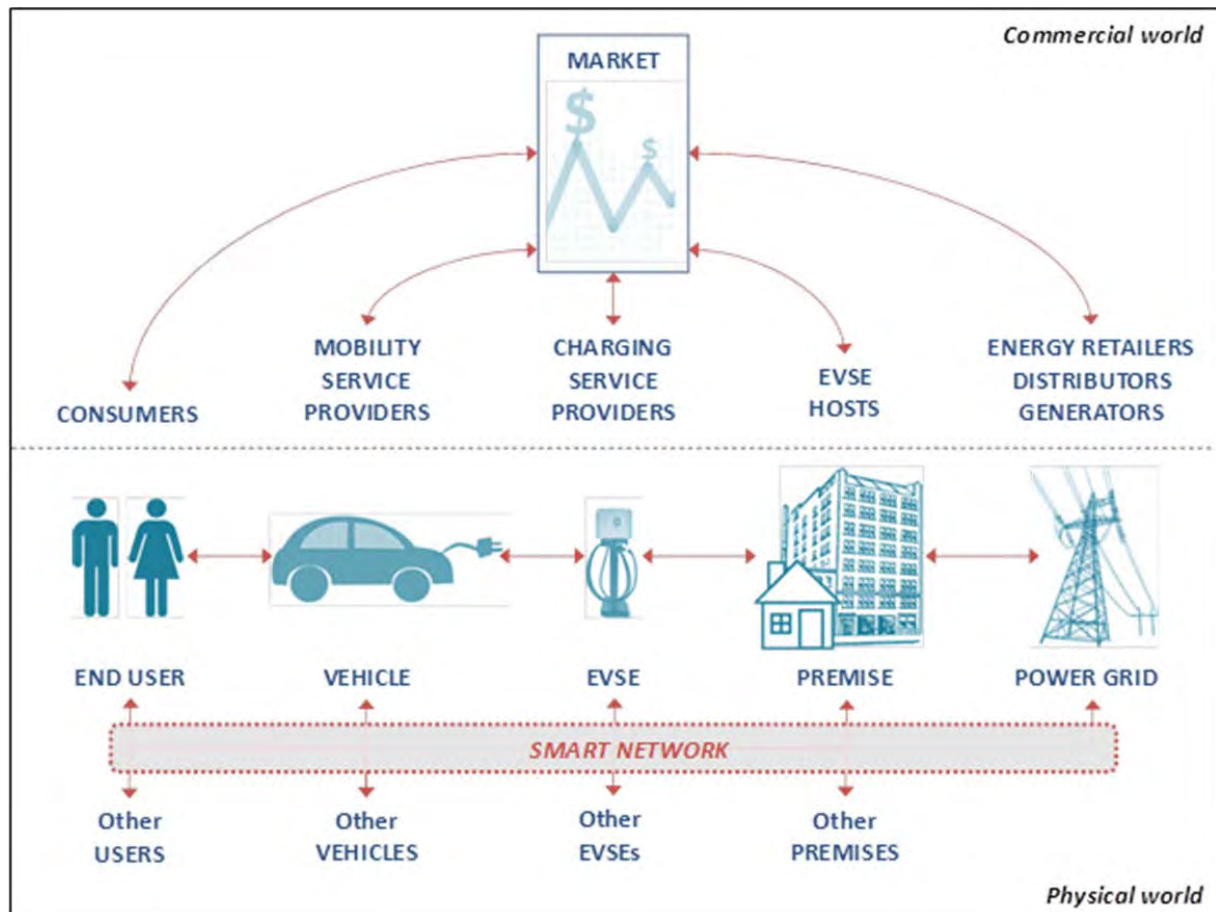 Commercial world
MARKET
$
$
CONSUMERS
MOBILITY
SERVICE
PROVIDERS
CHARGING
SERVICE
PROVIDERS
EVSE
HOSTS
ENERGY RETAILERS
DISTRIBUTORS
GENERATORS
END USER
VEHICLE
EVSE
PREMISE
POWER GRID
SMART NETWORK
Other
USERS
Other
VEHICLES
Other
EVSEs
Other
PREMISES
Physical world